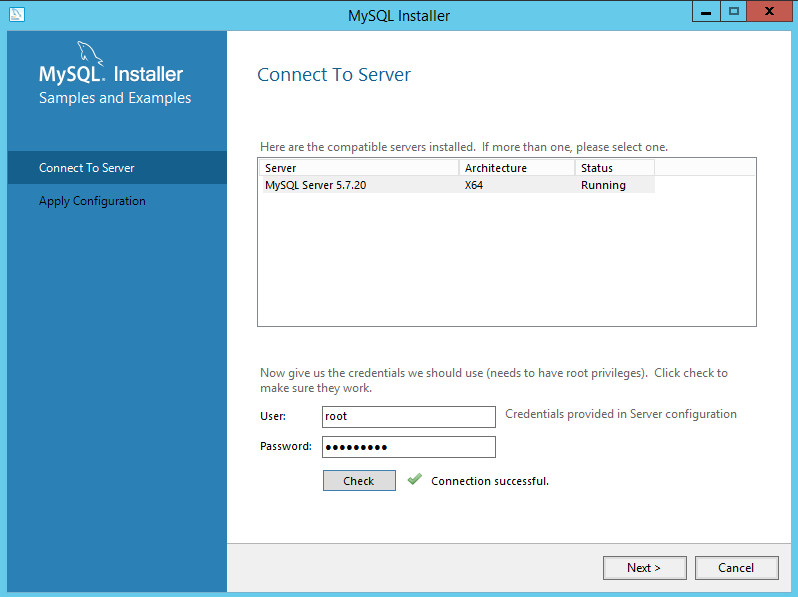 MySQL Installer
MySQL. Installer
Samples and Examples
Connect To Server
Apply Configuration
Connect To Server
Here are the compatible servers installed. If more than one, please select one.
Server Architecture Status
MySQL Server 5.7.20 X64 Running
Now give us the credentials we should use (needs to have root privileges). Click check to
make sure they work.
User: root Credentials provided in Server configuration
Password: ●●●●●●●●●
Check Connection successful.
Next > Cancel